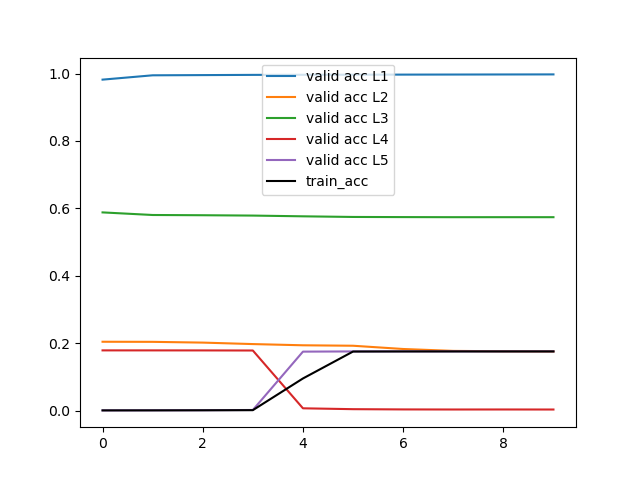 1.0
0.8
0.6
0.4
0.2
0.0
0 2 4 6 8
valid acc L1
valid acc L2
valid acc L3
valid acc L4
valid acc L5
train_acc